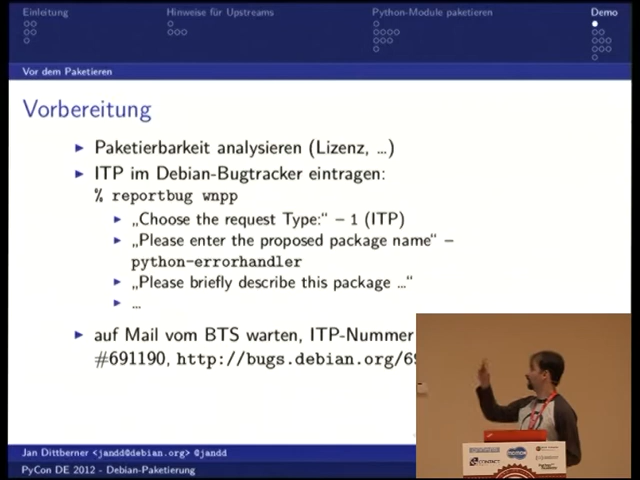 Einleitung
Hinweise für Upstreams
Python-Module paketieren
Demo
Vor dem Paketieren
Vorbereitung
Paketierbarkeit analysieren (Lizenz, ...)
ITP im Debian-Bugtracker eintragen:
% reportbug wnpp
„Choose the request Type:“ – 1 (ITP)
„Please enter the proposed package name“ –
python-errorhandler
„Please briefly describe this package ...“
...
auf Mail vom BTS warten, ITP-Nummer
#691190, http://bugs.debian.org/69
Jan Dittberner <jandd@debian.org> @jandd
PyCon DE 2012 - Debian-Paketierung